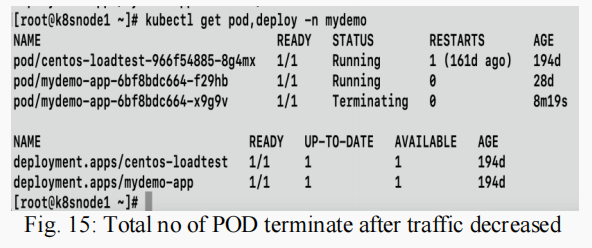 [root@k8snode1 ~]# kubectl get pod,deploy -n mydemo
NAME READY STATUS RESTARTS AGE
pod/centos-loadtest-966f54885-8g4mx 1/1 Running 1 (161d ago) 194d
pod/mydemo-app-6bf8bdc664-f29hb 1/1 Running 0 28d
pod/mydemo-app-6bf8bdc664-x9g9v 1/1 Terminating 0 8m19s
NAME READY UP-TO-DATE AVAILABLE AGE
deployment.apps/centos-loadtest 1/1 1 1 194d
deployment.apps/mydemo-app 1/1 1 1 194d
[root@k8snode1 ~]#
Fig. 15: Total no of POD terminate after traffic decreased